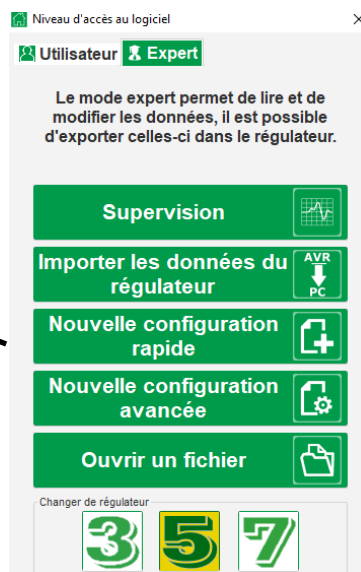 Niveau d'accès au logiciel
Utilisateur Expert
Le mode expert permet de lire et de
modifier les données, il est possible
d'exporter celles-ci dans le régulateur.
Supervision
Importer les données du
régulateur
AVR
PC
Nouvelle configuration
rapide
Nouvelle configuration
avancée
Ouvrir un fichier
Changer de régulateur
3 5 7